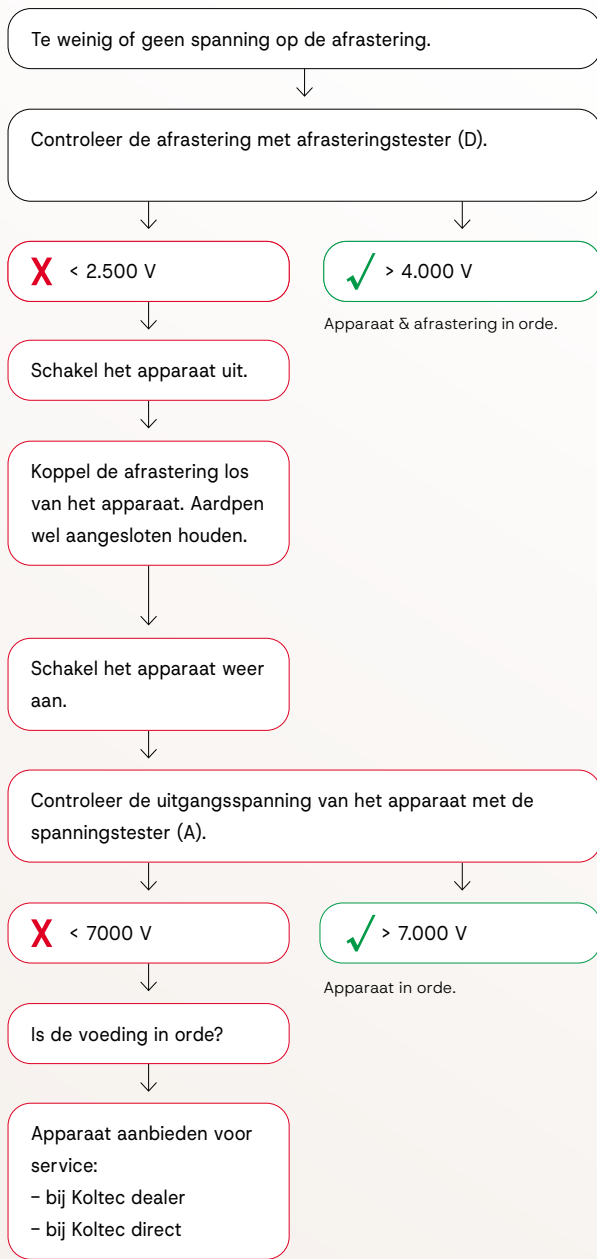 Te weinig of geen spanning op de afrastering.
Controleer de afrastering met afrasteringstester (D).
X < 2.500 V
√ > 4.000 V
Apparaat & afrastering in orde.
Schakel het apparaat uit.
Koppel de afrastering los
van het apparaat. Aardpen
wel aangesloten houden.
Schakel het apparaat weer
aan.
Controleer de uitgangsspanning van het apparaat met de
spanningstester (A).
X < 7000 V
√ > 7.000 V
Apparaat in orde.
Is de voeding in orde?
Apparaat aanbieden voor
service:
– bij Koltec dealer
– bij Koltec direct